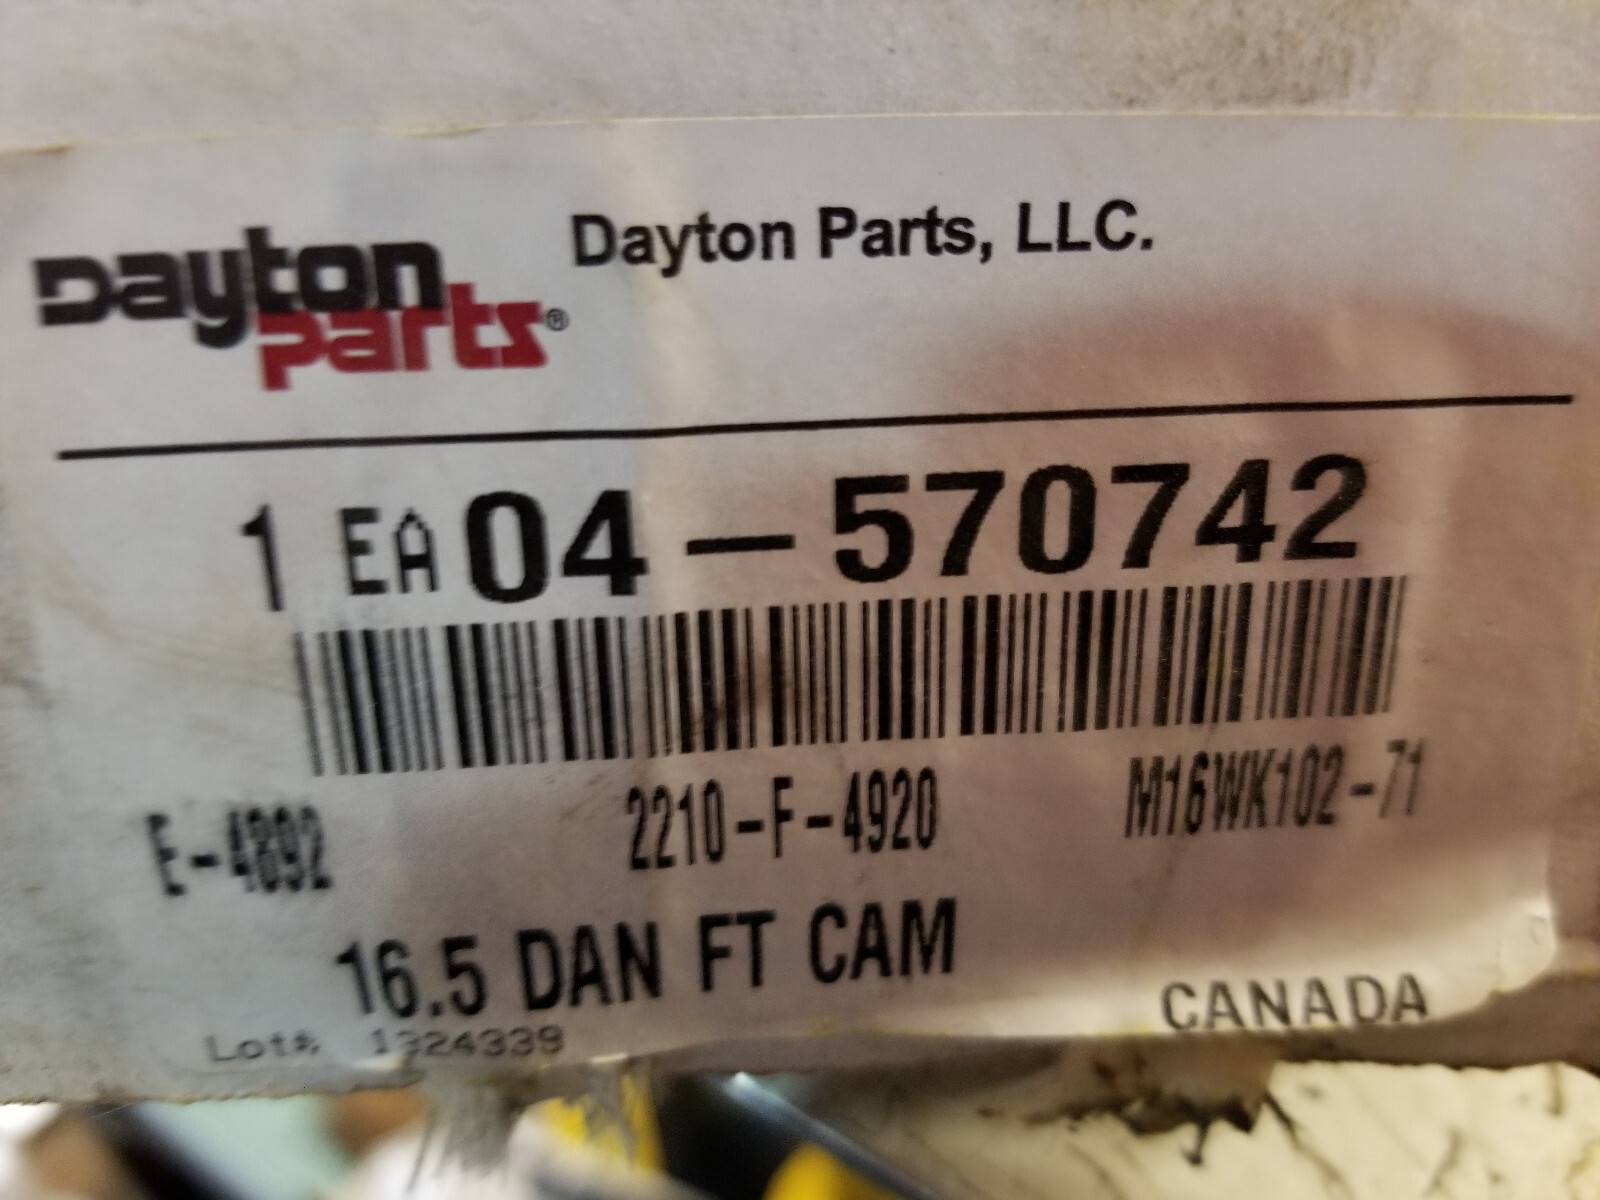 Dayton Parts, LLC.
Dayton
parts®
1 EA 04-570742
E-4892 2210-F-4920 M16WK102-71
16.5 DAN FT CAM
CANADA
Lot#, 1324339